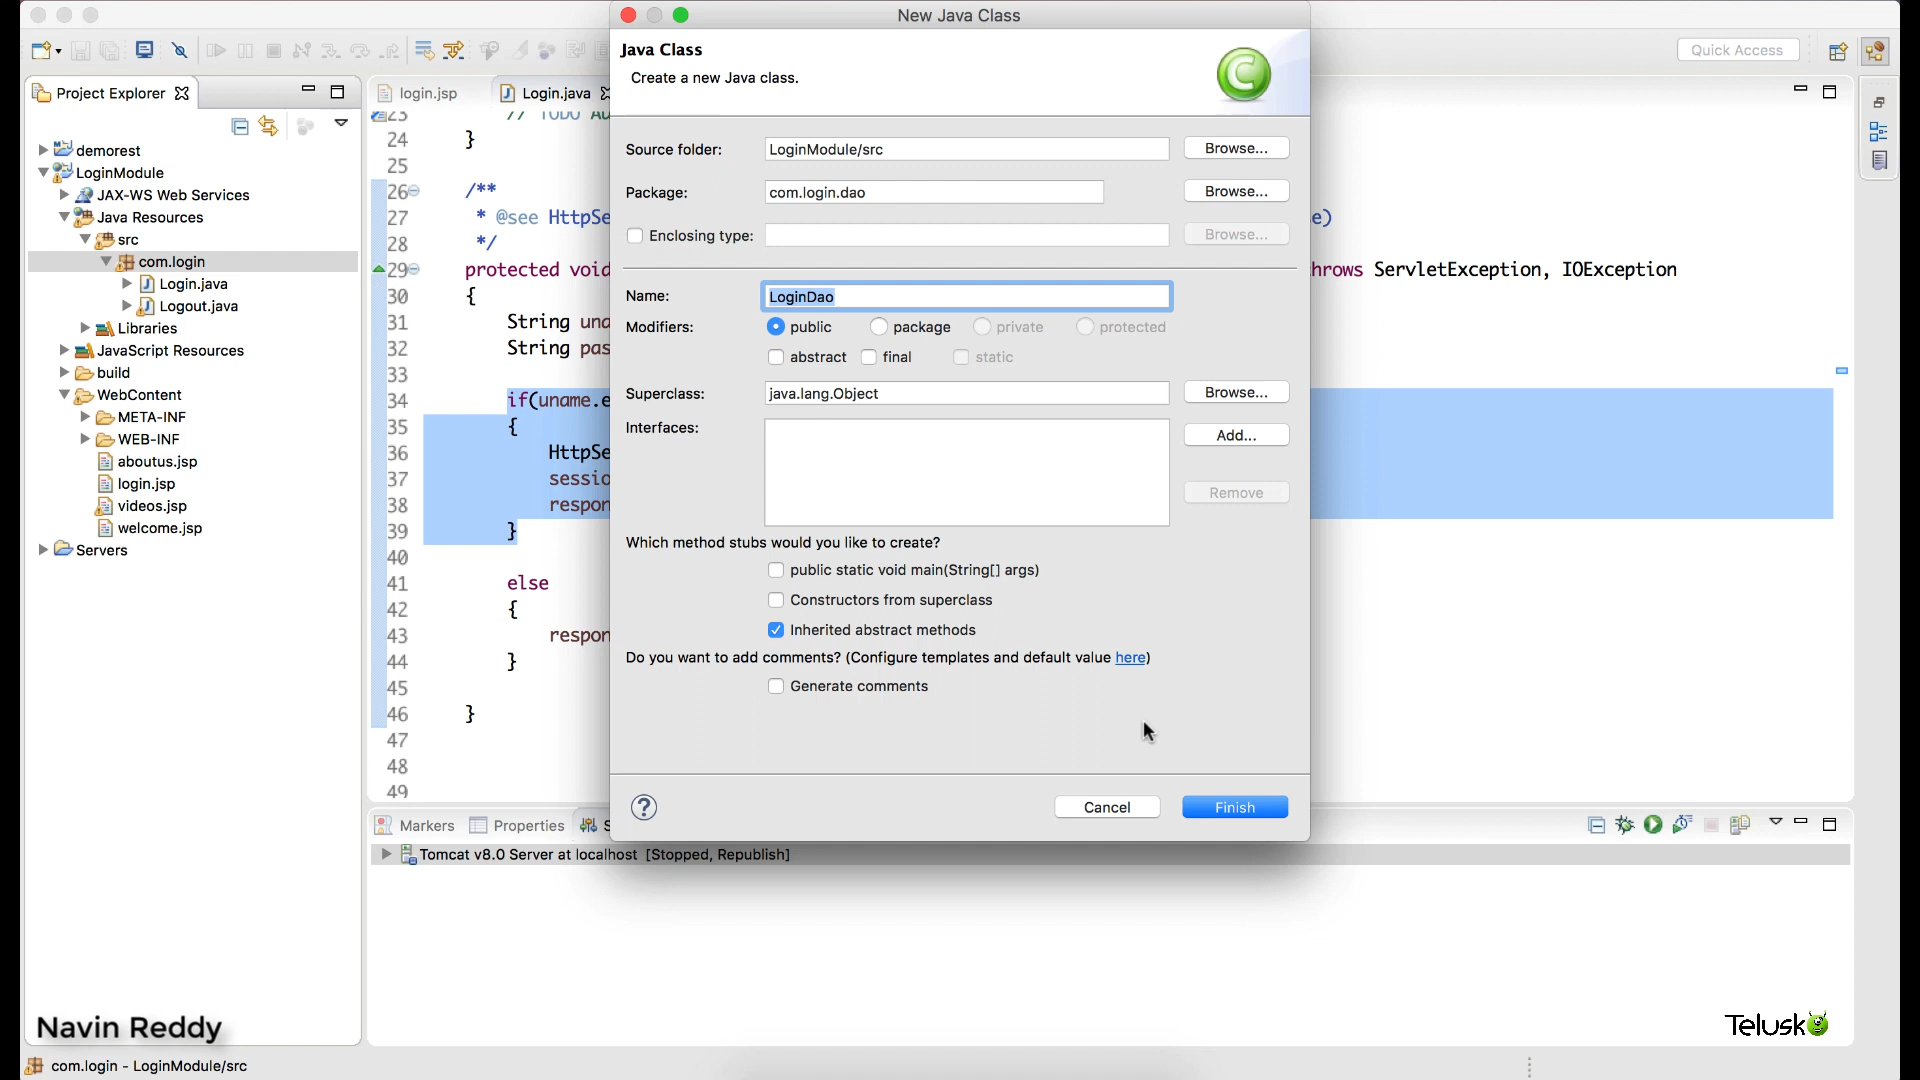 New Java Class
Java Class
Create a new Java class.
Source folder:
LoginModule/src
Browse...
Package:
com.login.dao
Browse...
Enclosing type:
Browse...
Name:
LoginDao
Modifiers:
public
package
private
protected
abstract
final
static
Superclass:
java.lang.Object
Browse...
Interfaces:
Add...
Remove
Which method stubs would you like to create?
public static void main(String[] args)
Constructors from superclass
Inherited abstract methods
Do you want to add comments? (Configure templates and default value here)
Generate comments
Cancel
Finish
Quick Access
Project Explorer
demorest
LoginModule
JAX-WS Web Services
Java Resources
src
com.login
Login.java
Logout.java
Libraries
JavaScript Resources
build
WebContent
META-INF
WEB-INF
aboutus.jsp
login.jsp
videos.jsp
welcome.jsp
Servers
login.jsp
Login.java
23 // TODO Au
24 }
25
26 /**
27 * @see HttpSe e)
28 */
29 protected void hrows ServletException, IOException
30 {
31 String una
32 String pas
33
34 if(uname.e
35 {
36 HttpSe
37 sessio
38 respon
39 }
40
41 else
42 {
43 respon
44 }
45
46 }
47
48
49
Markers
Properties
S
Tomcat v8.0 Server at localhost [Stopped, Republish]
Navin Reddy
Telusko
com.login - LoginModule/src